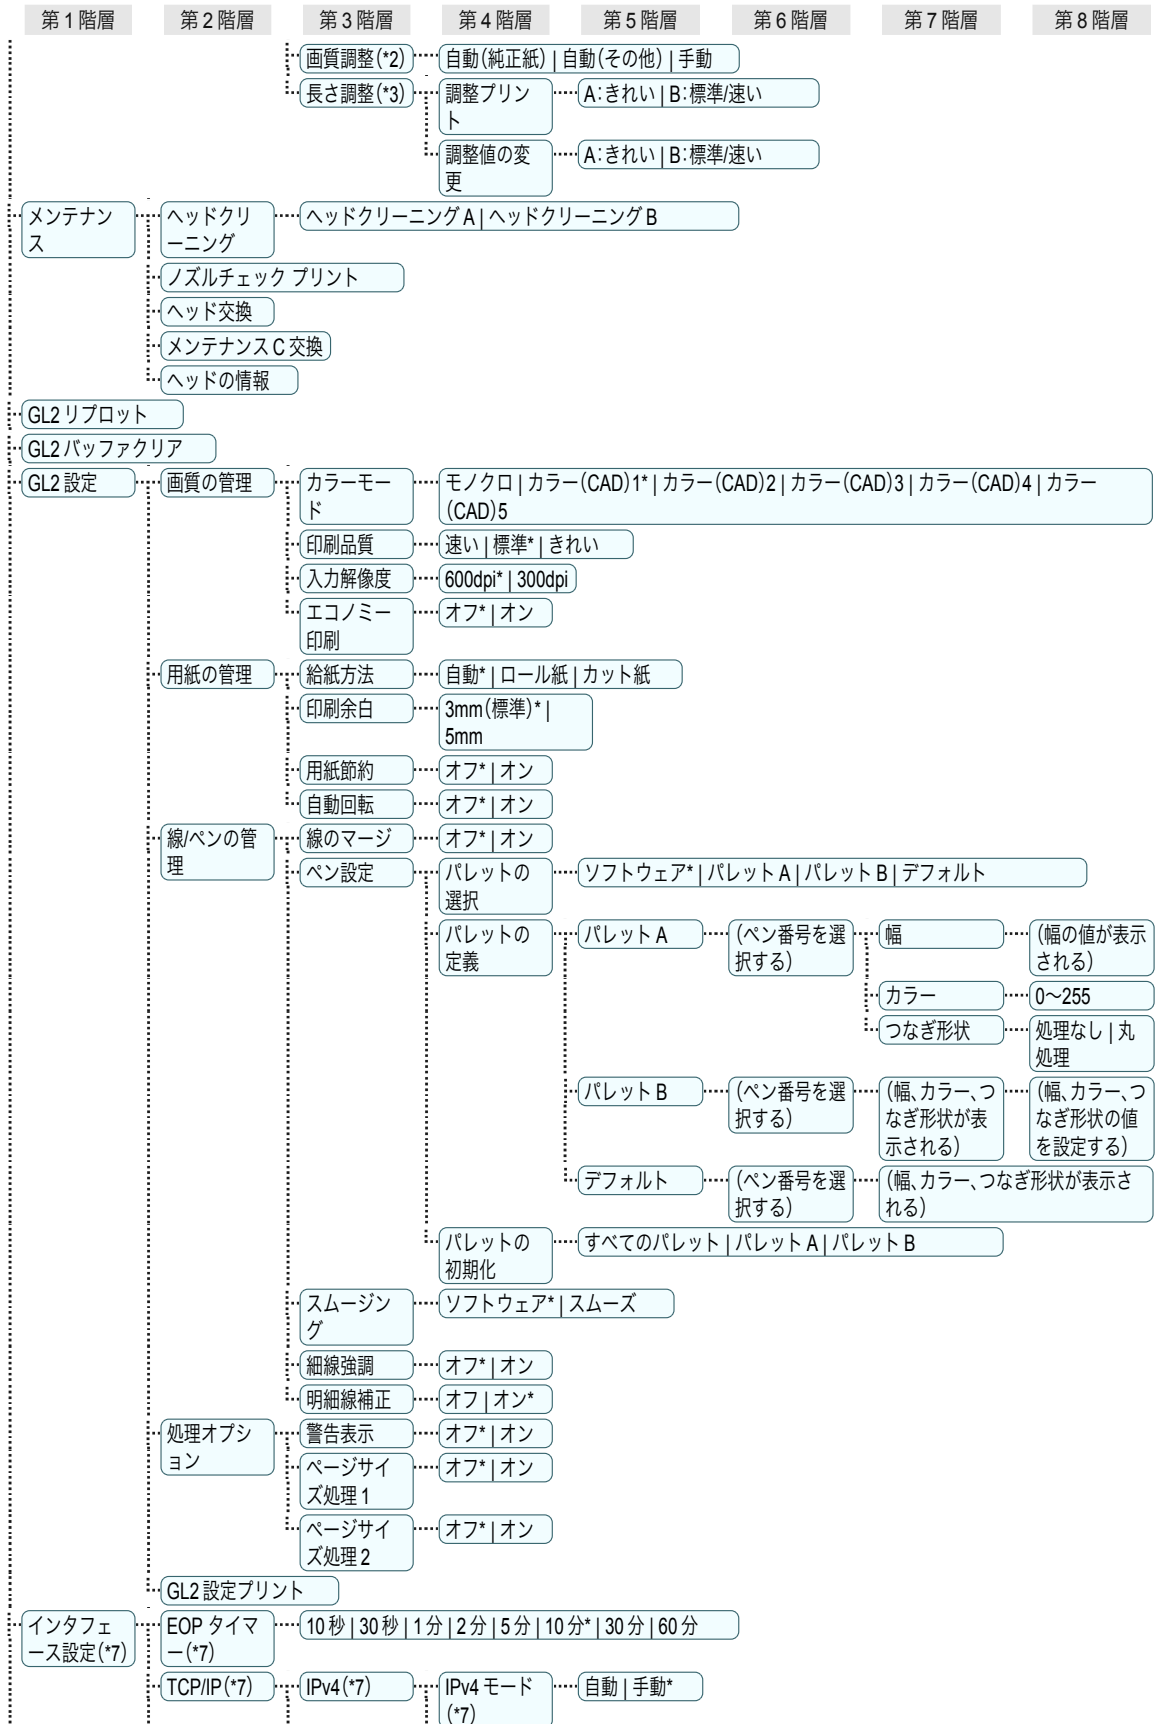 第 1 階層 第 2 階層 第 3 階層 第 4 階層 第 5 階層 第 6 階層 第 7 階層 第 8 階層
画質調整(*2) 自動(純正紙) | 自動(その他) | 手動
長さ調整(*3) 調整プリン A：きれい | B：標準/速い
ト
調整値の変 A：きれい | B：標準/速い
更
メンテナン ヘッドクリ ヘッドクリーニング A | ヘッドクリーニング B
ス ーニング
ノズルチェック プリント
ヘッド交換
メンテナンス C 交換
ヘッドの情報
GL2 リプロット
GL2 バッファクリア
GL2 設定 画質の管理 カラーモー モノクロ | カラー(CAD)1* | カラー(CAD)2 | カラー(CAD)3 | カラー(CAD)4 | カラー
ド (CAD)5
印刷品質 速い | 標準* | きれい
入力解像度 600dpi* | 300dpi
エコノミー オフ* | オン
印刷
用紙の管理 給紙方法 自動* | ロール紙 | カット紙
印刷余白 3mm(標準)* |
5mm
用紙節約 オフ* | オン
自動回転 オフ* | オン
線/ペンの管 線のマージ オフ* | オン
理 ペン設定 パレットの ソフトウェア* | パレット A | パレット B | デフォルト
選択
パレットの パレット A (ペン番号を選 幅 (幅の値が表示
定義 択する) される)
カラー 0～255
つなぎ形状 処理なし | 丸
処理
パレット B (ペン番号を選 (幅、カラー、つ (幅、カラー、つ
択する) なぎ形状が表 なぎ形状の値
示される) を設定する)
デフォルト (ペン番号を選 (幅、カラー、つなぎ形状が表示さ
択する) れる)
パレットの すべてのパレット | パレット A | パレット B
初期化
スムージン ソフトウェア* | スムーズ
グ
細線強調 オフ* | オン
明細線補正 オフ | オン*
処理オプシ 警告表示 オフ* | オン
ョン ページサイ オフ* | オン
ズ処理 1
ページサイ オフ* | オン
ズ処理 2
GL2 設定プリント
インタフェ EOP タイマ 10 秒 | 30 秒 | 1 分 | 2 分 | 5 分 | 10 分* | 30 分 | 60 分
ース設定(*7) ー(*7)
TCP/IP(*7) IPv4(*7) IPv4 モード 自動 | 手動*
(*7)